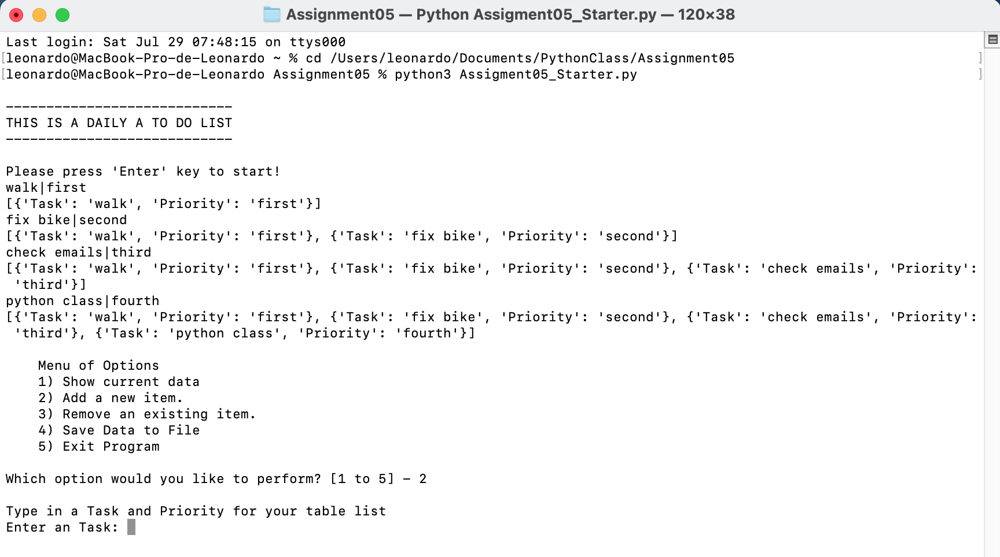 Assignment05 — Python Assigment05_Starter.py — 120×38
Last login: Sat Jul 29 07:48:15 on ttys000
[leonardo@MacBook-Pro-de-Leonardo ~ % cd /Users/leonardo/Documents/PythonClass/Assignment05 ]
[leonardo@MacBook-Pro-de-Leonardo Assignment05 % python3 Assigment05_Starter.py ]
----------------------------
THIS IS A DAILY A TO DO LIST
----------------------------
Please press 'Enter' key to start!
walk|first
[{'Task': 'walk', 'Priority': 'first'}]
fix bike|second
[{'Task': 'walk', 'Priority': 'first'}, {'Task': 'fix bike', 'Priority': 'second'}]
check emails|third
[{'Task': 'walk', 'Priority': 'first'}, {'Task': 'fix bike', 'Priority': 'second'}, {'Task': 'check emails', 'Priority':
 'third'}]
python class|fourth
[{'Task': 'walk', 'Priority': 'first'}, {'Task': 'fix bike', 'Priority': 'second'}, {'Task': 'check emails', 'Priority':
 'third'}, {'Task': 'python class', 'Priority': 'fourth'}]
    Menu of Options
    1) Show current data
    2) Add a new item.
    3) Remove an existing item.
    4) Save Data to File
    5) Exit Program
Which option would you like to perform? [1 to 5] - 2
Type in a Task and Priority for your table list
Enter an Task: